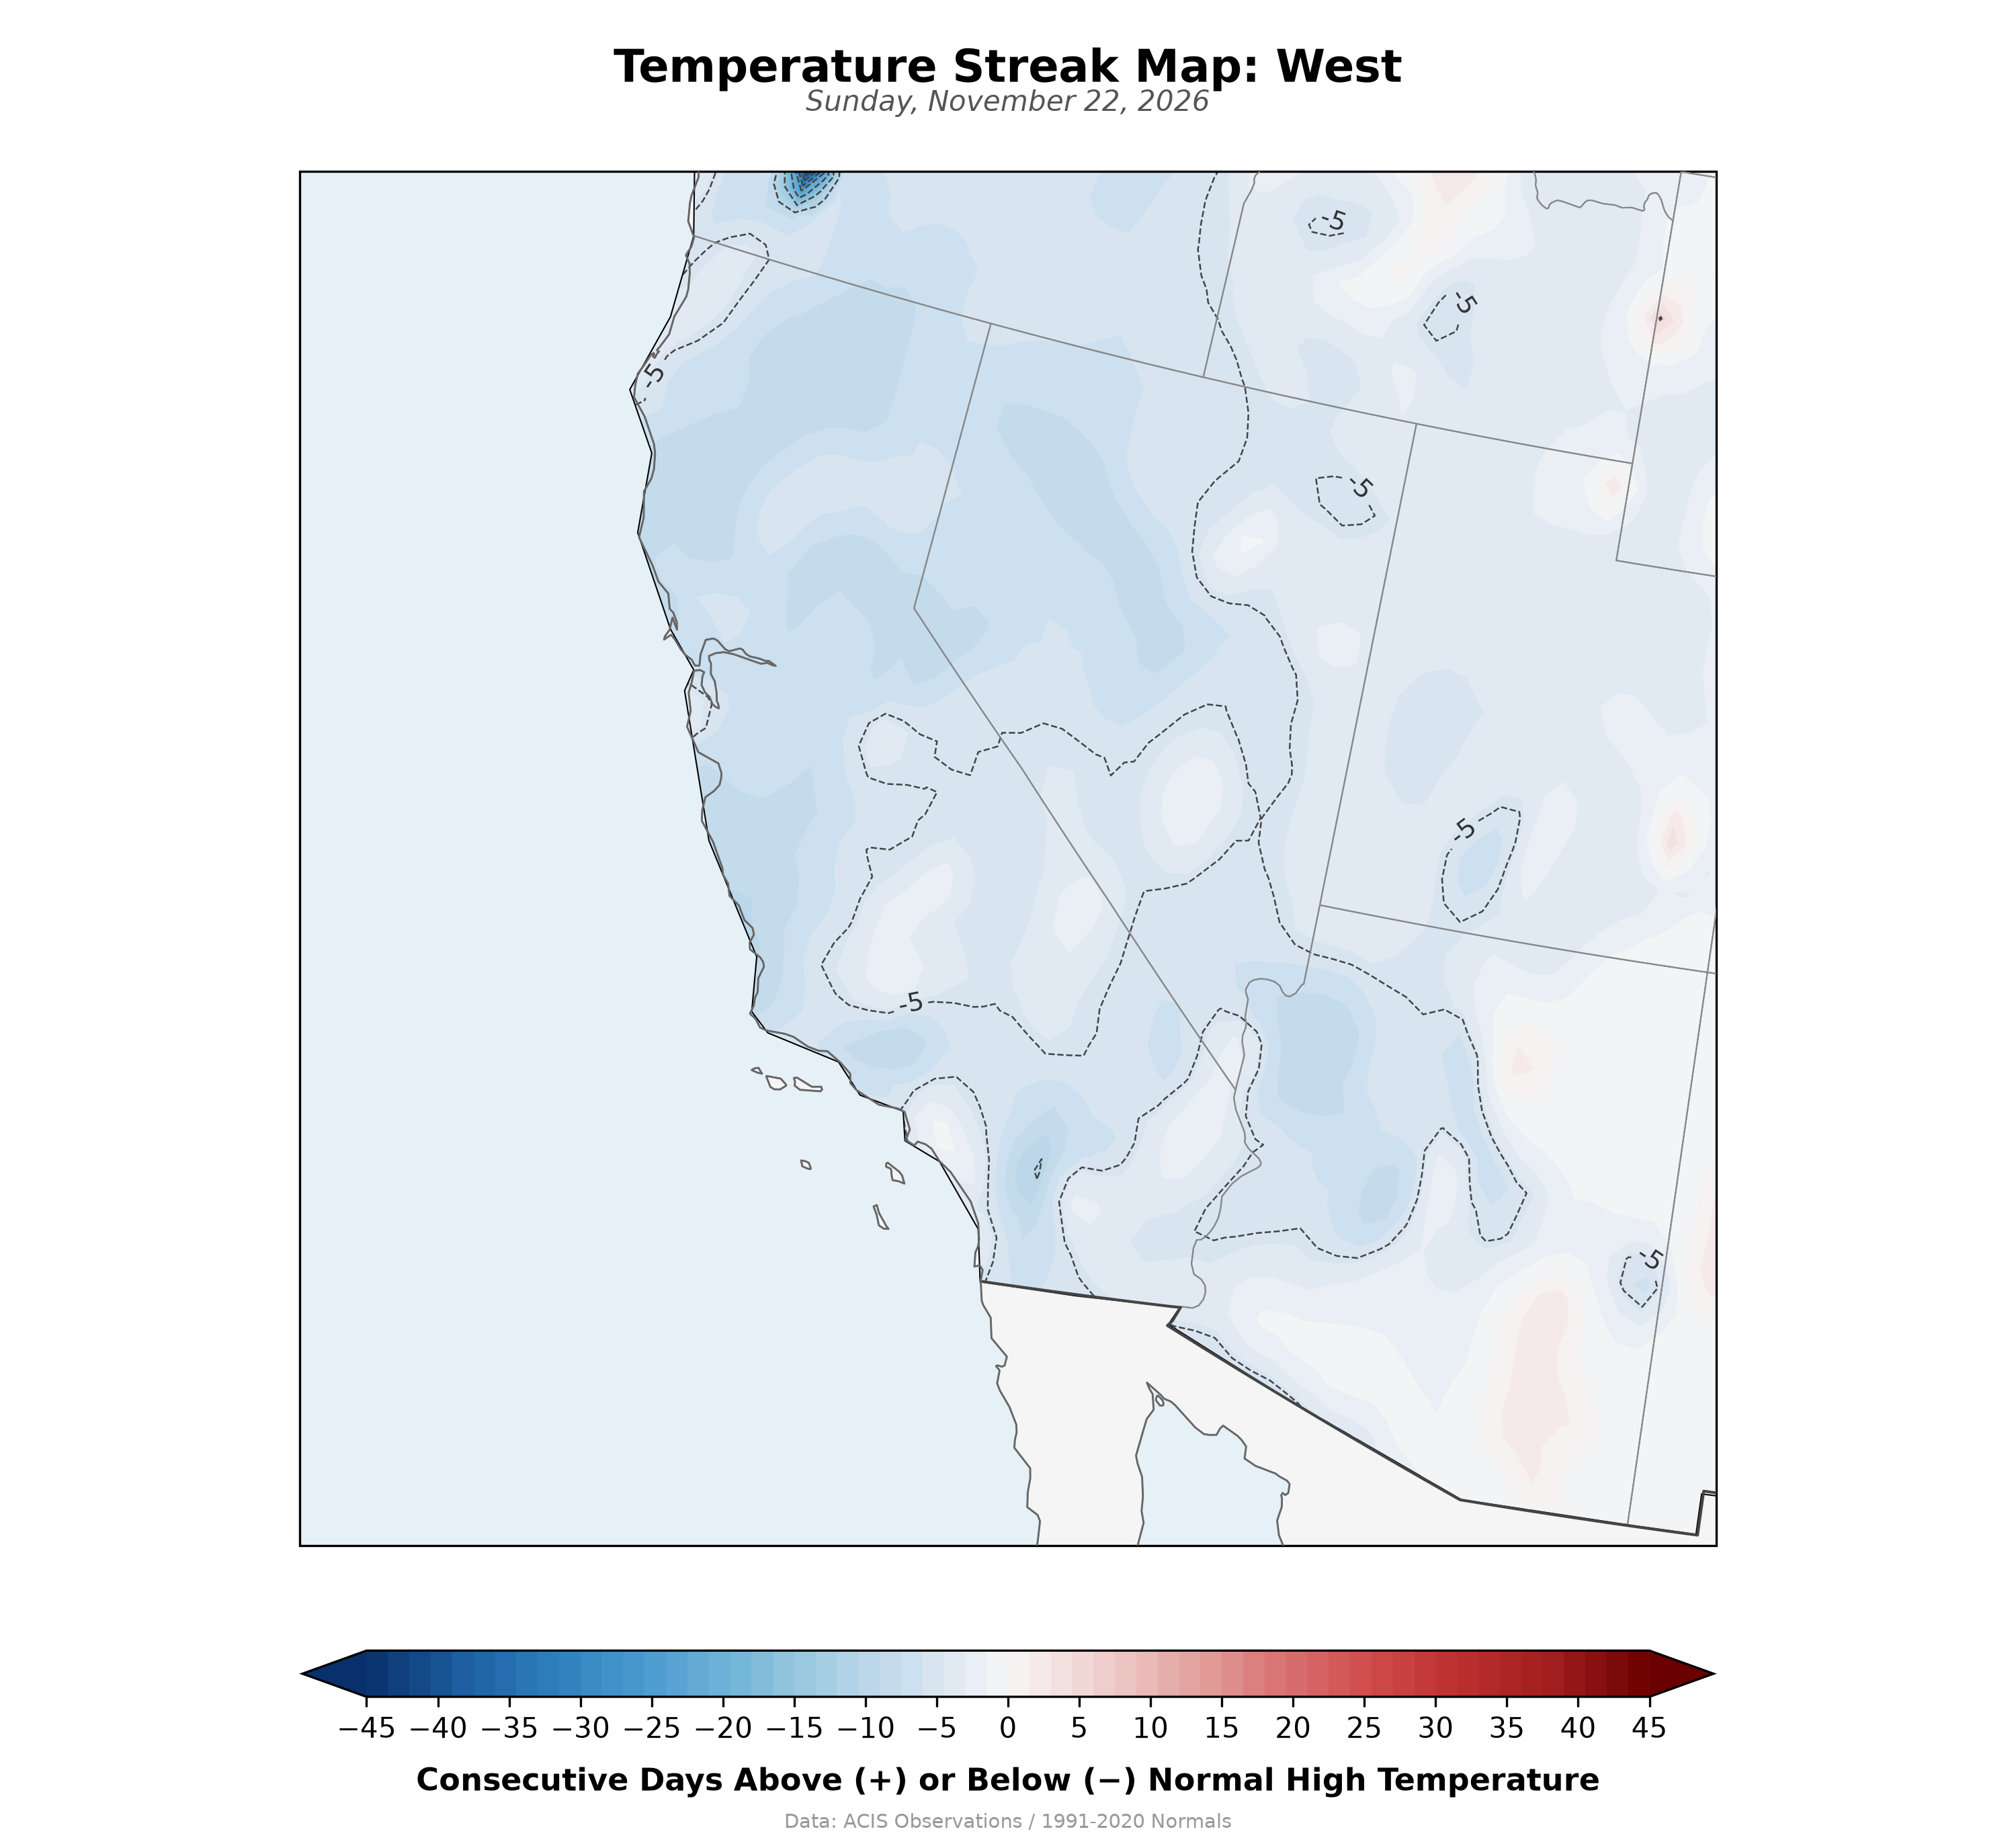 Temperature Streak Map: West
Sunday, November 22, 2026
-5
-5
-5
-5
-5
-5
-5
−45 −40 −35 −30 −25 −20 −15 −10 −5 0 5 10 15 20 25 30 35 40 45
Consecutive Days Above (+) or Below (−) Normal High Temperature
Data: ACIS Observations / 1991-2020 Normals